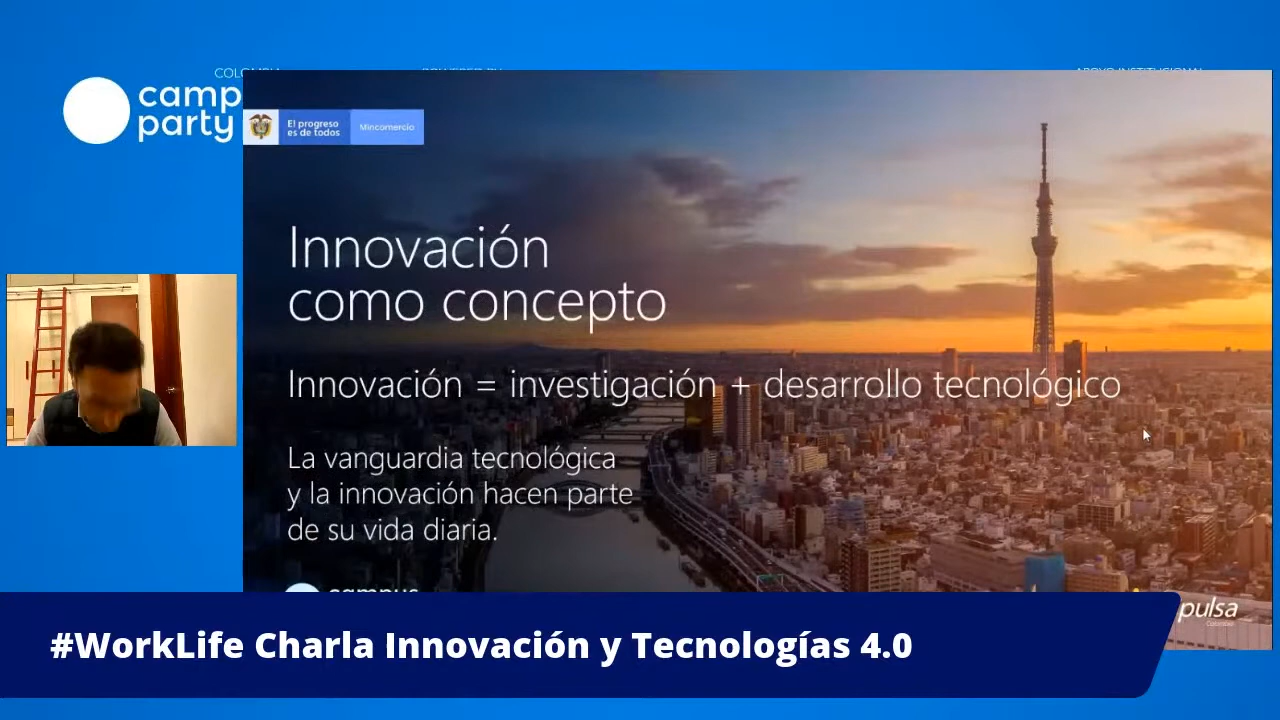 camp
party
El progreso
es de todos
Mincomercio
Innovación
como concepto
Innovación = investigación + desarrollo tecnológico
La vanguardia tecnológica
y la innovación hacen parte
de su vida diaria.
pulsa
#WorkLife Charla Innovación y Tecnologías 4.0